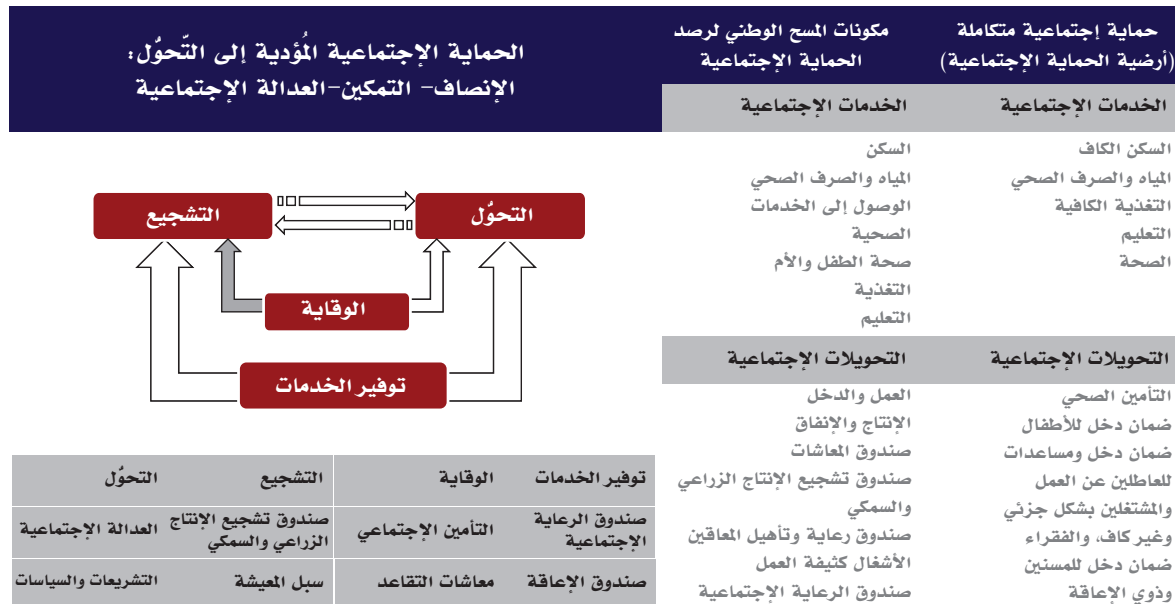 حماية إجتماعية متكاملة
(أرضية الحماية الإجتماعية)
الخدمات الإجتماعية
السكن الكاف
المياه والصرف الصحي
التغذية الكافية
التعليم
الصحة
التحويلات الإجتماعية
التأمين الصحي
ضمان دخل للأطفال
ضمان دخل ومساعدات
للعاطلين عن العمل
والمشتغلين بشكل جزئي
وغير كاف، والفقراء
ضمان دخل للمسنين
وذوي الإعاقة
مكونات المسح الوطني لرصد
الحماية الإجتماعية
الخدمات الإجتماعية
السكن
المياه والصرف الصحي
الوصول إلى الخدمات
الصحية
صحة الطفل والأم
التغذية
التعليم
التحويلات الإجتماعية
العمل والدخل
الإنتاج والإنفاق
صندوق المعاشات
صندوق تشجيع الإنتاج الزراعي
والسمكي
صندوق رعاية وتأهيل المعاقين
الأشغال كثيفة العمل
صندوق الرعاية الإجتماعية
الحماية الإجتماعية المُؤدية إلى التّحوُّل:
الإنصاف- التمكين-العدالة الإجتماعية
التحوُّل
التشجيع
الوقاية
توفير الخدمات
توفير الخدمات الوقاية التشجيع التحوُّل
صندوق الرعاية
الإجتماعية
التأمين الإجتماعي
صندوق تشجيع الإنتاج
الزراعي والسمكي
العدالة الإجتماعية
صندوق الإعاقة معاشات التقاعد سبل المعيشة التشريعات والسياسات